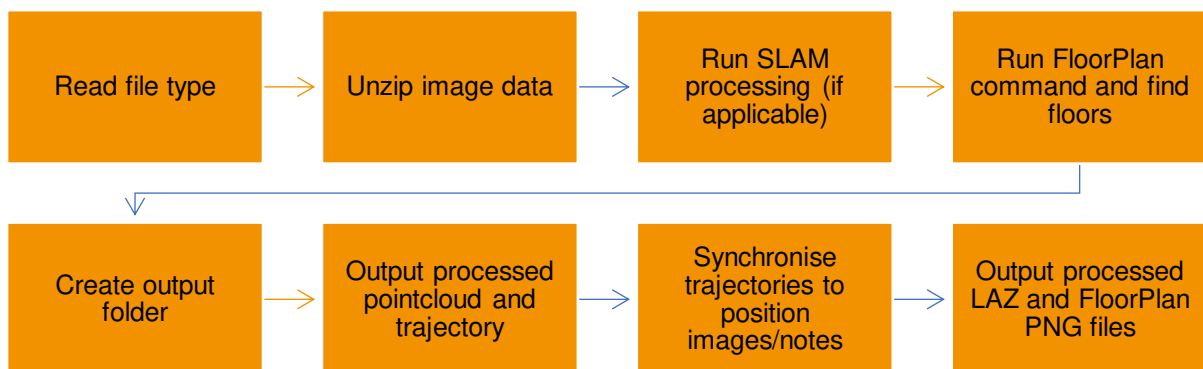 Read file type
Unzip image data
Run SLAM
processing (if
applicable)
Run FloorPlan
command and find
floors
Create output
folder
Output processed
pointcloud and
trajectory
Synchronise
trajectories to
position
images/notes
Output processed
LAZ and FloorPlan
PNG files